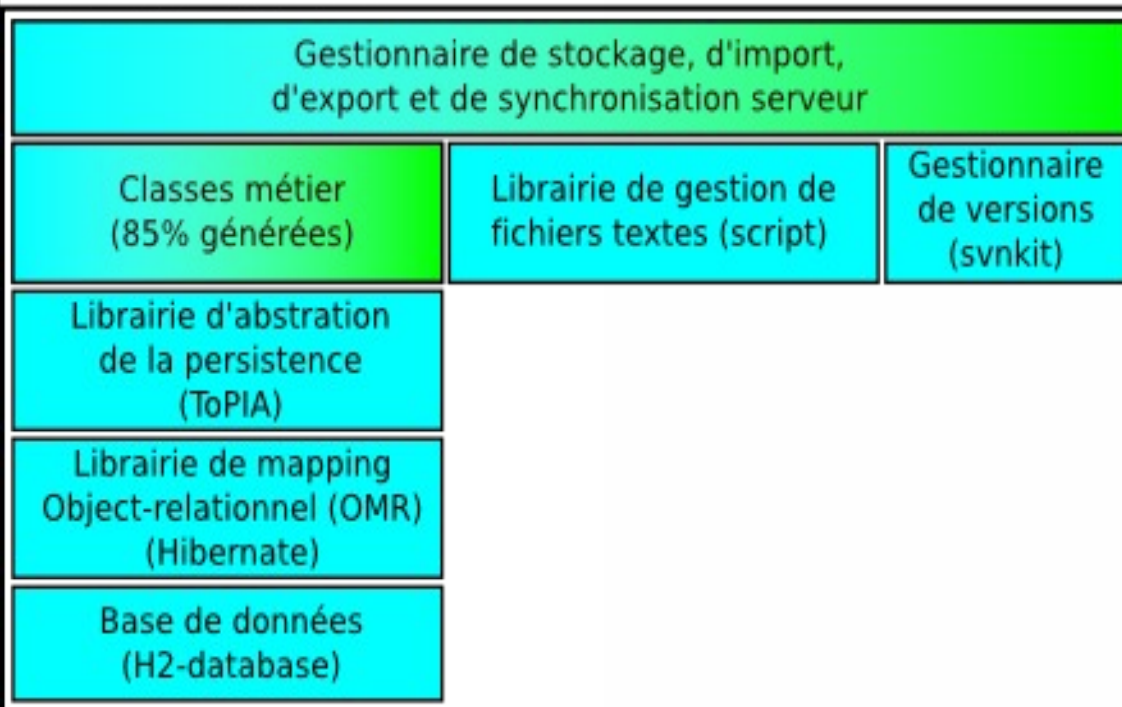 Gestionnaire de stockage, d'import,
d'export et de synchronisation serveur
Classes métier
(85% générées)
Librairie de gestion de
fichiers textes (script)
Gestionnaire
de versions
(svnkit)
Librairie d'abstration
de la persistence
(ToPIA)
Librairie de mapping
Object-relationnel (OMR)
(Hibernate)
Base de données
(H2-database)